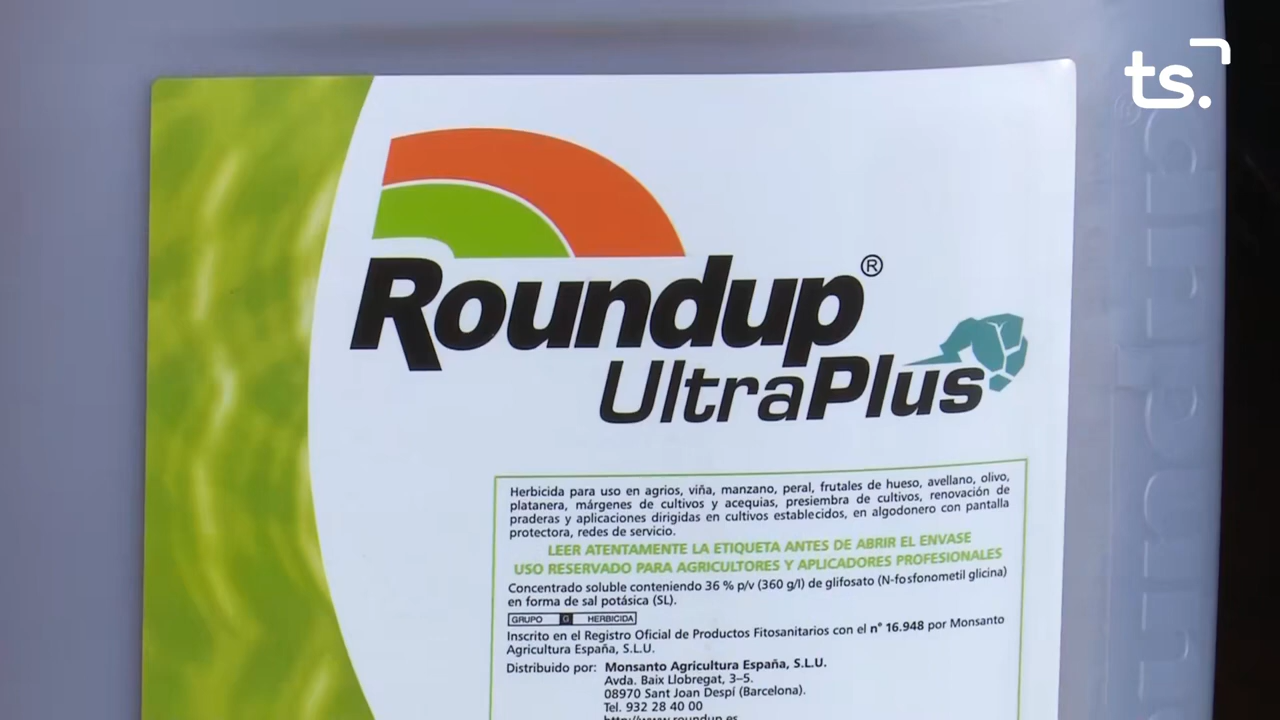 ts.
Roundup®
UltraPlus
Herbicida para uso en agrios, viña, manzano, peral, frutales de hueso, avellano, olivo,
platanera, márgenes de cultivos y acequias, presiembra de cultivos, renovación de
praderas y aplicaciones dirigidas en cultivos establecidos, en algodonero con pantalla
protectora, redes de servicio.
LEER ATENTAMENTE LA ETIQUETA ANTES DE ABRIR EL ENVASE
USO RESERVADO PARA AGRICULTORES Y APLICADORES PROFESIONALES
Concentrado soluble conteniendo 36 % p/v (360 g/l) de glifosato (N-fosfonometil glicina)
en forma de sal potásica (SL).
GRUPO G HERBICIDA
Inscrito en el Registro Oficial de Productos Fitosanitarios con el n° 16.948 por Monsanto
Agricultura España, S.L.U.
Distribuido por: Monsanto Agricultura España, S.L.U.
Avda. Baix Llobregat, 3–5.
08970 Sant Joan Despí (Barcelona).
Tel. 932 28 40 00
http://www.roundup.es